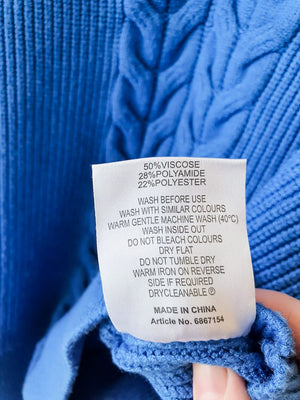 50%VISCOSE
28%POLYAMIDE
22%POLYESTER
WASH BEFORE USE
WASH WITH SIMILAR COLOURS
WARM GENTLE MACHINE WASH (40°C)
WASH INSIDE OUT
DO NOT BLEACH COLOURS
DRY FLAT
DO NOT TUMBLE DRY
WARM IRON ON REVERSE
SIDE IF REQUIRED
DRYCLEANABLE Ⓟ
MADE IN CHINA
Article No. 6867154